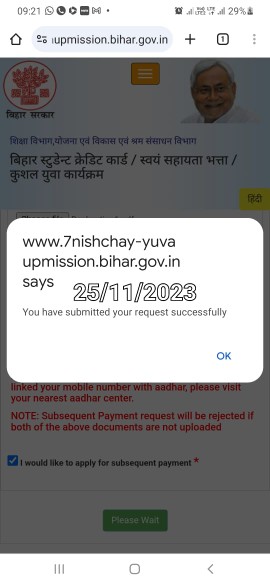 09:21
29%
upmission.bihar.gov.in
1
बिहार सरकार
शिक्षा विभाग,योजना एवं विकास एवं श्रम संसाधन विभाग
बिहार स्टुडेन्ट क्रेडिट कार्ड / स्वयं सहायता भत्ता /
कुशल युवा कार्यक्रम
हिंदी
www.7nishchay-yuva
upmission.bihar.gov.in
says
25/11/2023
You have submitted your request successfully
OK
linked your mobile number with aadhar, please visit
your nearest aadhar center.
NOTE: Subsequent Payment request will be rejected if
both of the above documents are not uploaded
I would like to apply for subsequent payment *
Please Wait